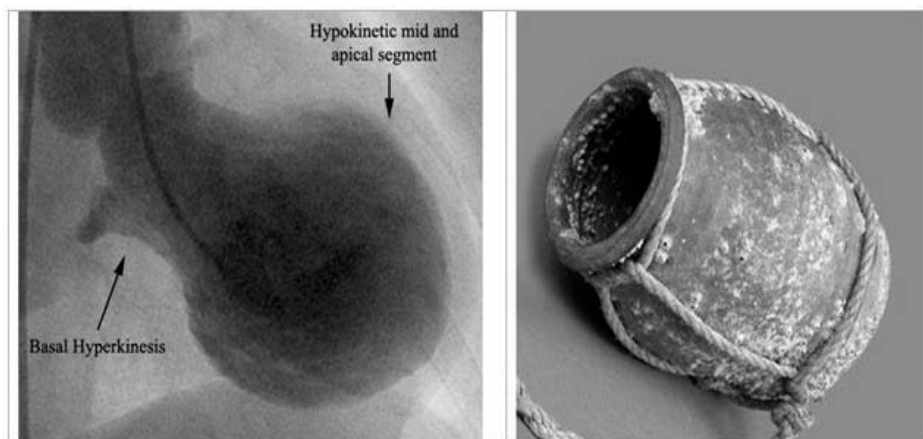 Hypokinetic mid and
apical segment
Basal Hyperkinesis